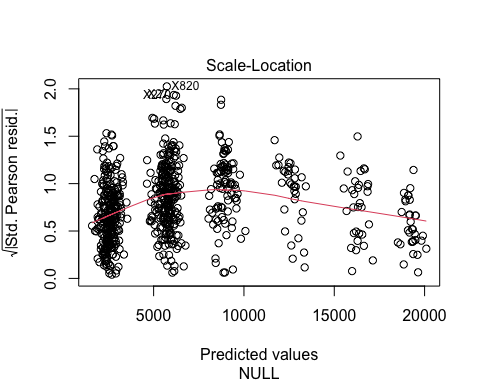 Scale-Location
X820
√|Std. Pearson resid.|
0.0 0.5 1.0 1.5 2.0
5000 10000 15000 20000
Predicted values
NULL